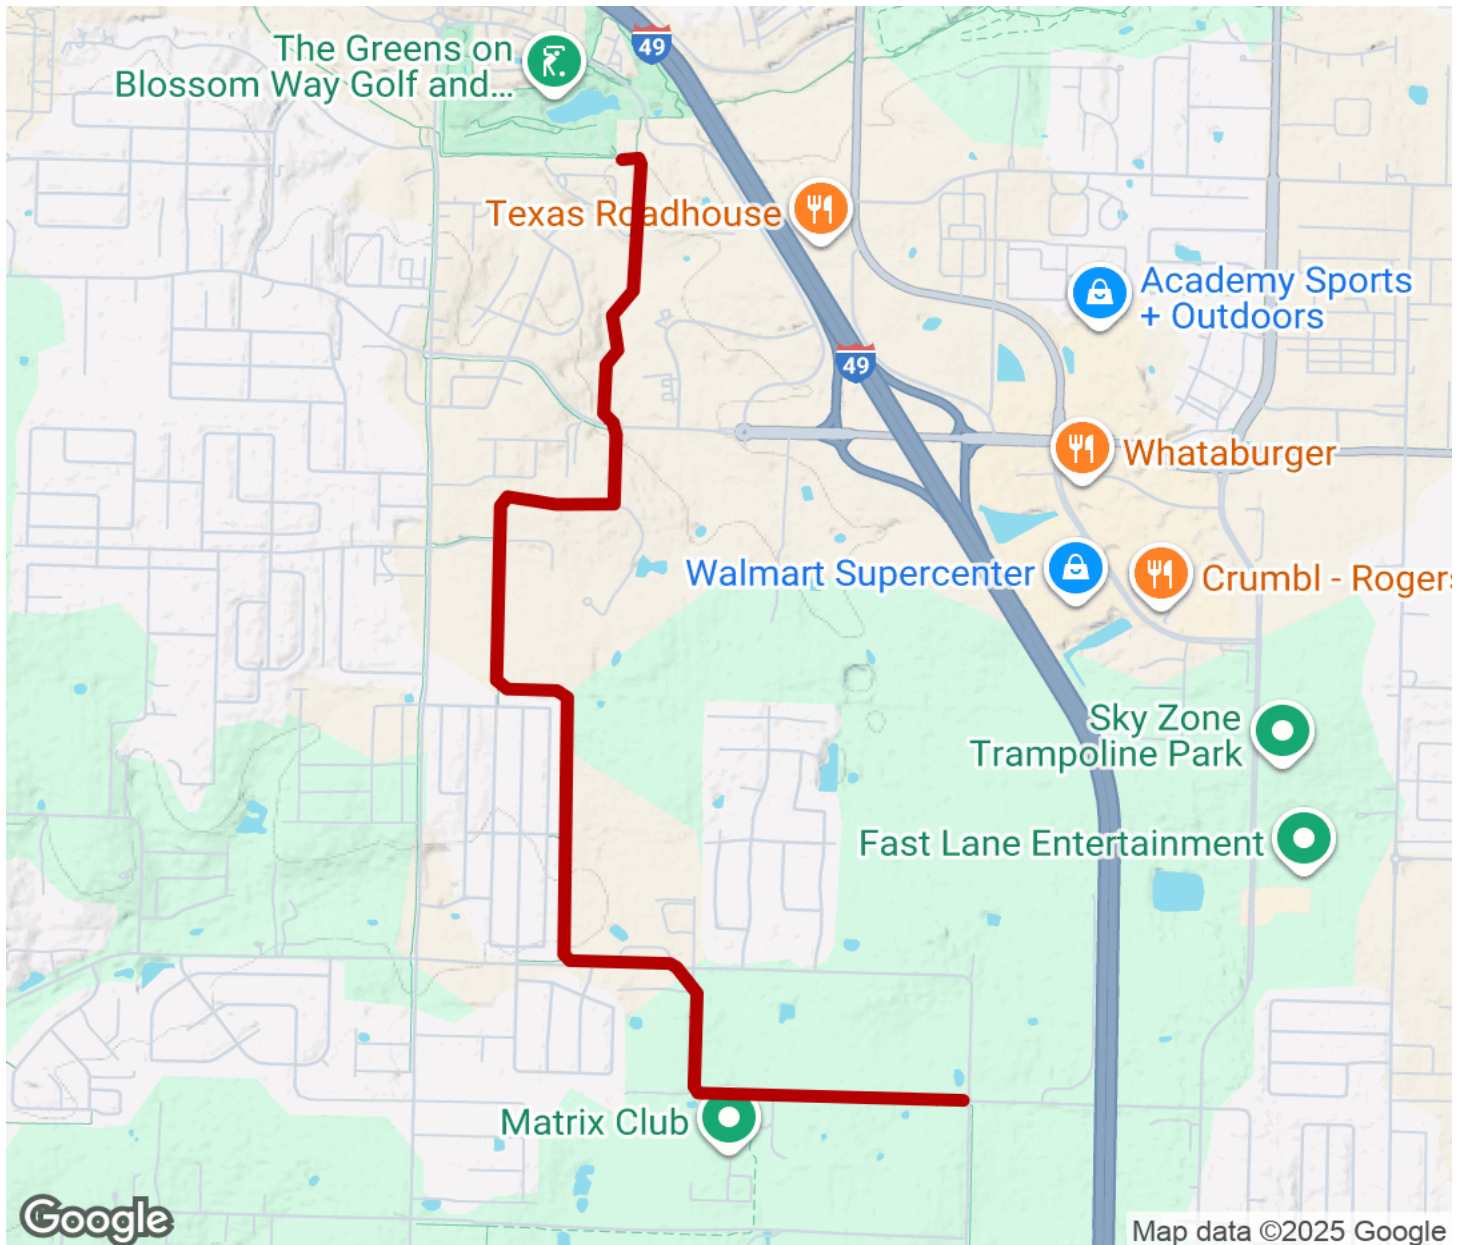 The Greens on
Blossom Way Golf and...
49
Texas Roadhouse
Academy Sports
+ Outdoors
49
Whataburger
Walmart Supercenter
Crumbl - Rogers
Sky Zone
Trampoline Park
Fast Lane Entertainment
Matrix Club
Google
Map data ©2025 Google